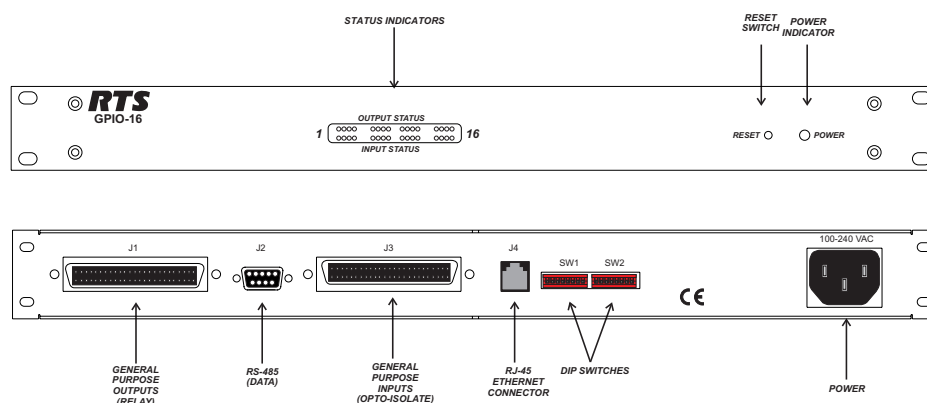 STATUS INDICATORS
RESET SWITCH
POWER INDICATOR
RTS
GPIO-16
OUTPUT STATUS
1 16
INPUT STATUS
RESET
POWER
J1
J2
J3
J4
SW1
SW2
100-240 VAC
CE
GENERAL PURPOSE OUTPUTS (RELAY)
RS-485 (DATA)
GENERAL PURPOSE INPUTS (OPTO-ISOLATE)
RJ-45 ETHERNET CONNECTOR
DIP SWITCHES
POWER